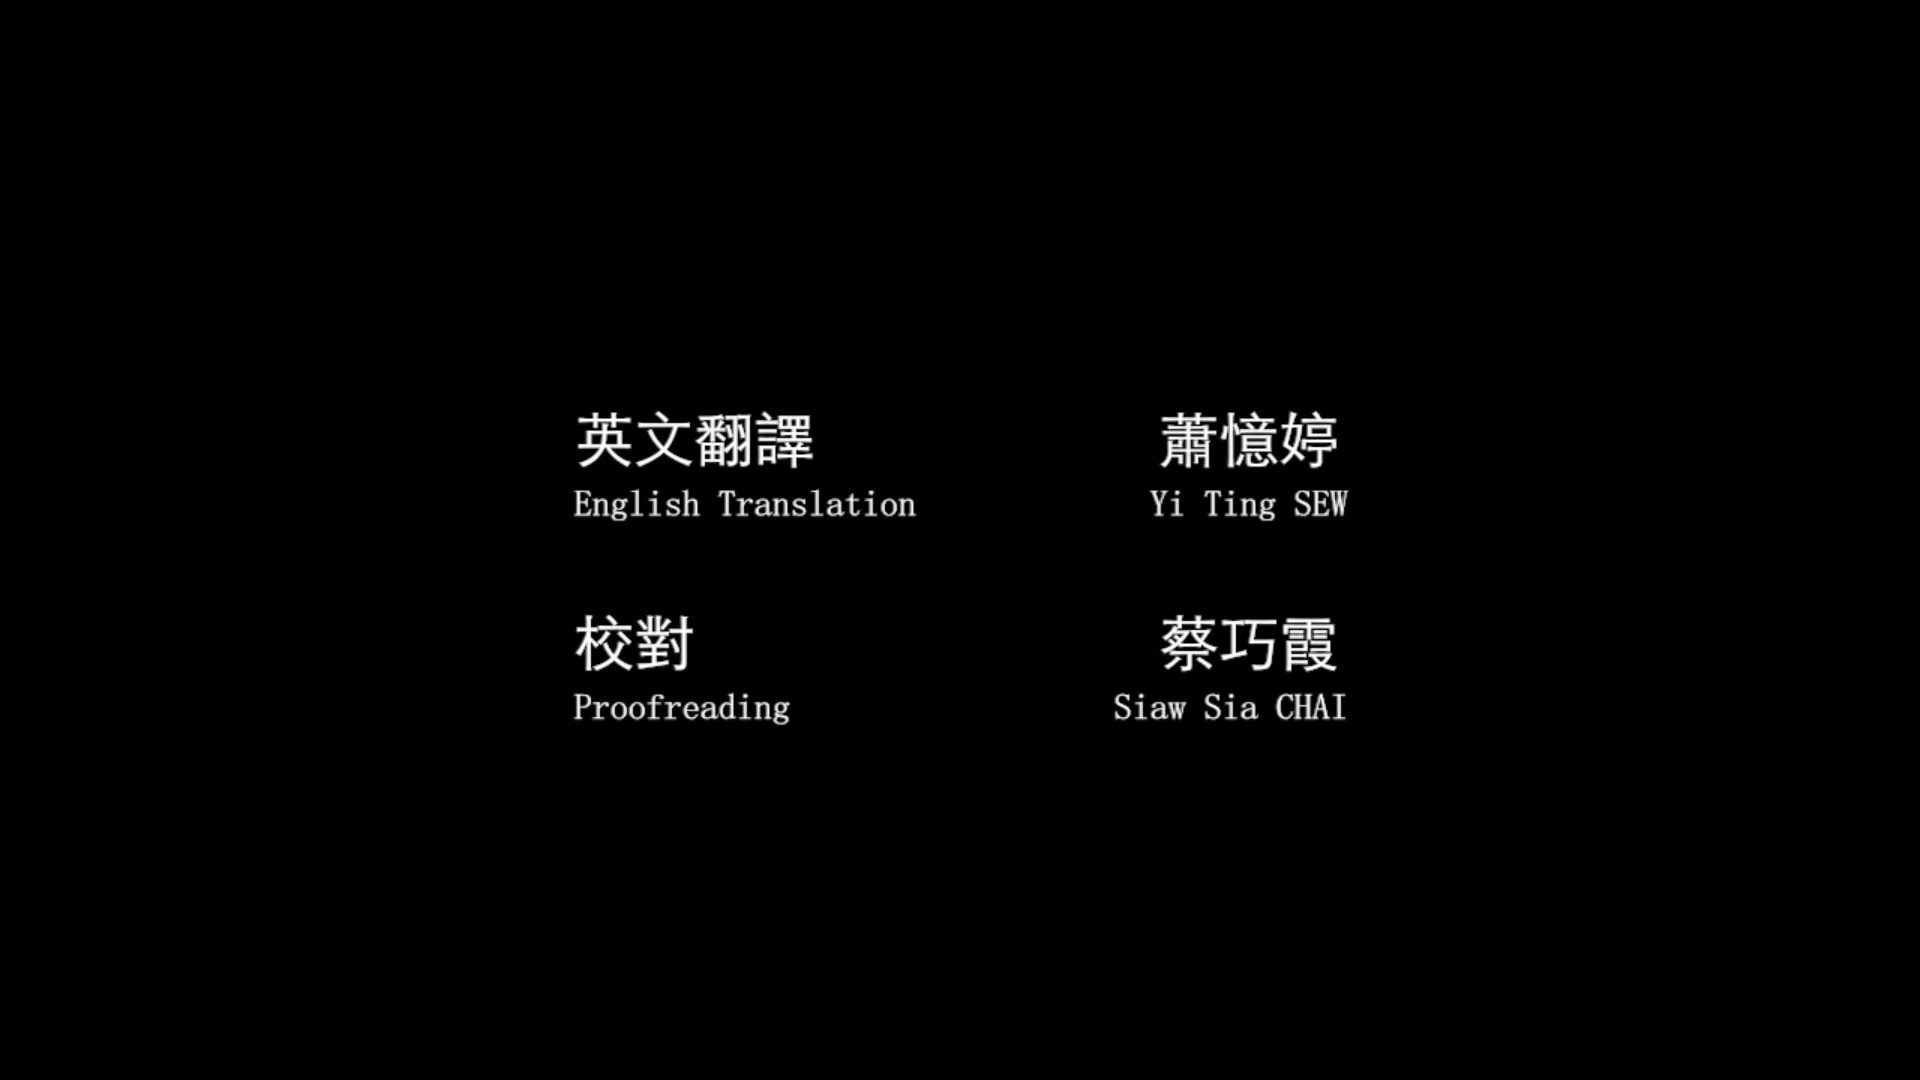 英文翻譯 蕭憶婷
English Translation Yi Ting SEW
校對 蔡巧霞
Proofreading Siaw Sia CHAI